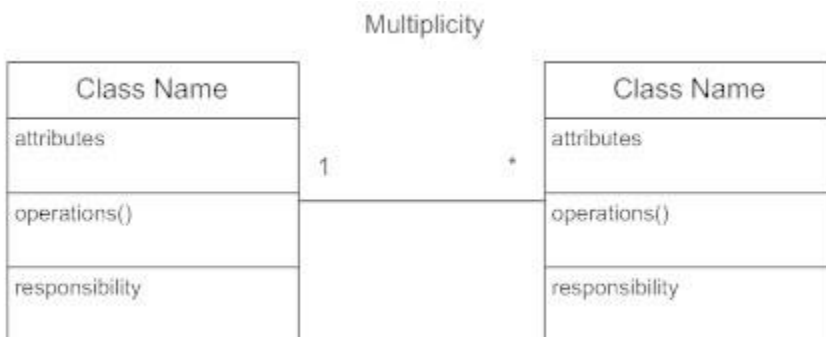 Multiplicity
Class Name
attributes
operations()
responsibility
1
*
Class Name
attributes
operations()
responsibility